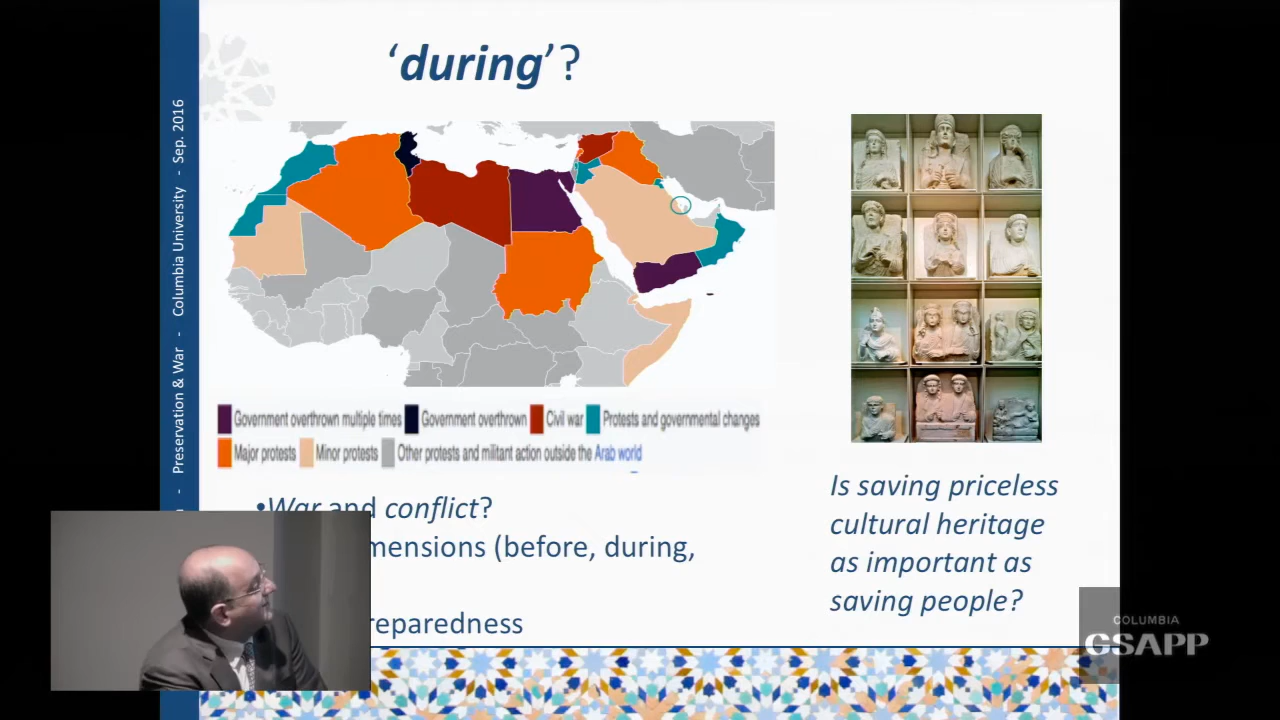 ‘during’?
Preservation & War - Columbia University - Sep. 2016
Government overthrown multiple times Government overthrown Civil war Protests and governmental changes
Major protests Minor protests Other protests and militant action outside the Arab world
•War and conflict?
mensions (before, during,
reparedness
Is saving priceless
cultural heritage
as important as
saving people?
COLUMBIA
GSAPP